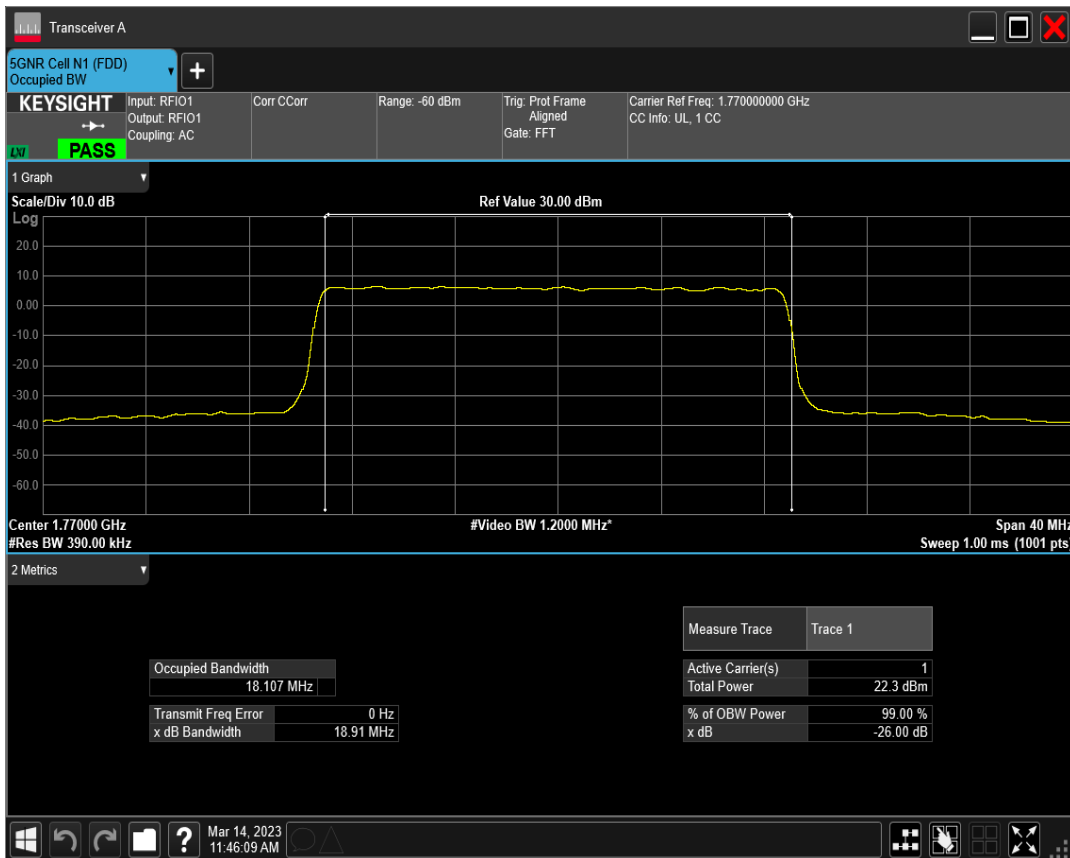 Transceiver A
5GNR Cell N1 (FDD)
Occupied BW
+
KEYSIGHT
LXI
PASS
Input: RFIO1
Output: RFIO1
Coupling: AC
Corr CCorr
Range: -60 dBm
Trig: Prot Frame
Aligned
Gate: FFT
Carrier Ref Freq: 1.770000000 GHz
CC Info: UL, 1 CC
1 Graph
Scale/Div 10.0 dB
Ref Value 30.00 dBm
Log
20.0
10.0
0.00
-10.0
-20.0
-30.0
-40.0
-50.0
-60.0
Center 1.77000 GHz
#Video BW 1.2000 MHz*
Span 40 MHz
#Res BW 390.00 kHz
Sweep 1.00 ms (1001 pts)
2 Metrics
Measure Trace Trace 1
Occupied Bandwidth
18.107 MHz
Transmit Freq Error 0 Hz
x dB Bandwidth 18.91 MHz
Active Carrier(s) 1
Total Power 22.3 dBm
% of OBW Power 99.00 %
x dB -26.00 dB
?
Mar 14, 2023
11:46:09 AM